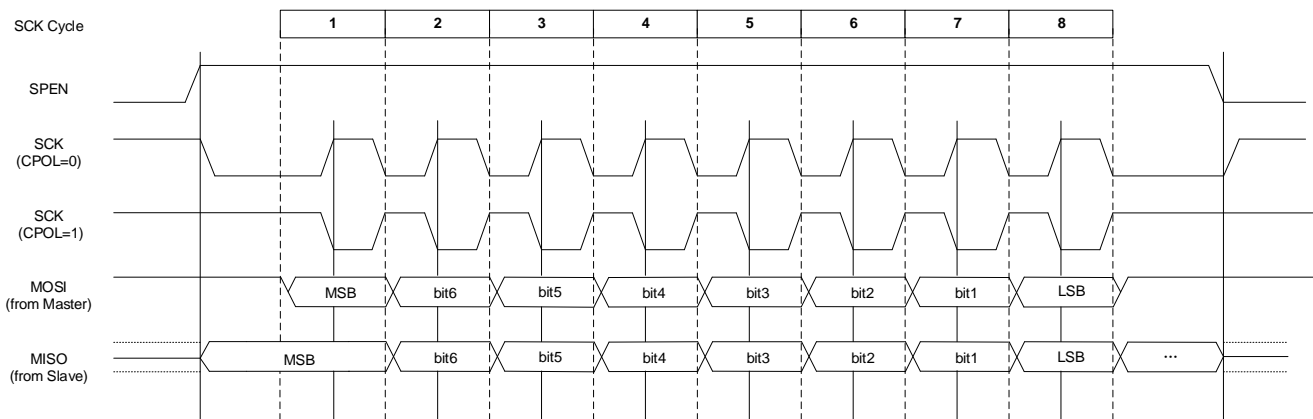 SCK Cycle 1 2 3 4 5 6 7 8
SPEN
SCK
(CPOL=0)
SCK
(CPOL=1)
MOSI
(from Master)
MSB bit6 bit5 bit4 bit3 bit2 bit1 LSB
MISO
(from Slave)
MSB bit6 bit5 bit4 bit3 bit2 bit1 LSB ...